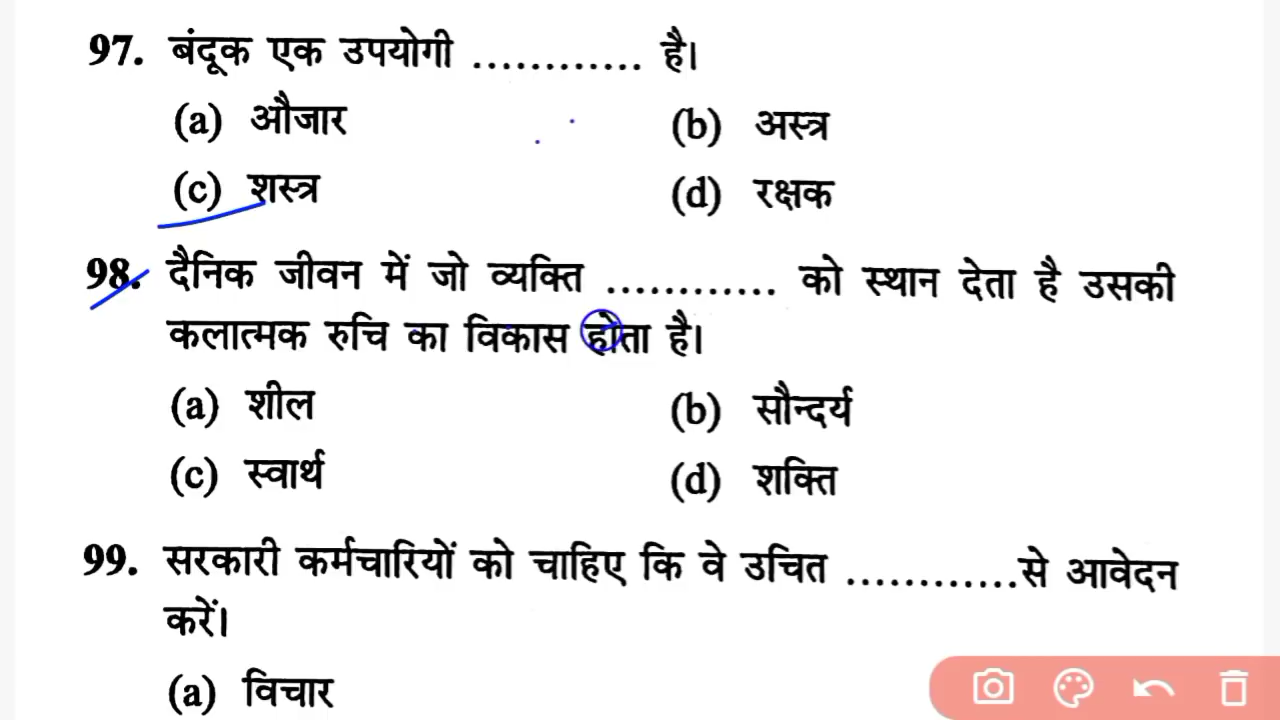 97. बंदूक एक उपयोगी ............ है।
(a) औजार (b) अस्त्र
(c) शस्त्र (d) रक्षक
98. दैनिक जीवन में जो व्यक्ति ............ को स्थान देता है उसकी
कलात्मक रुचि का विकास होता है।
(a) शील (b) सौन्दर्य
(c) स्वार्थ (d) शक्ति
99. सरकारी कर्मचारियों को चाहिए कि वे उचित ............से आवेदन
करें।
(a) विचार